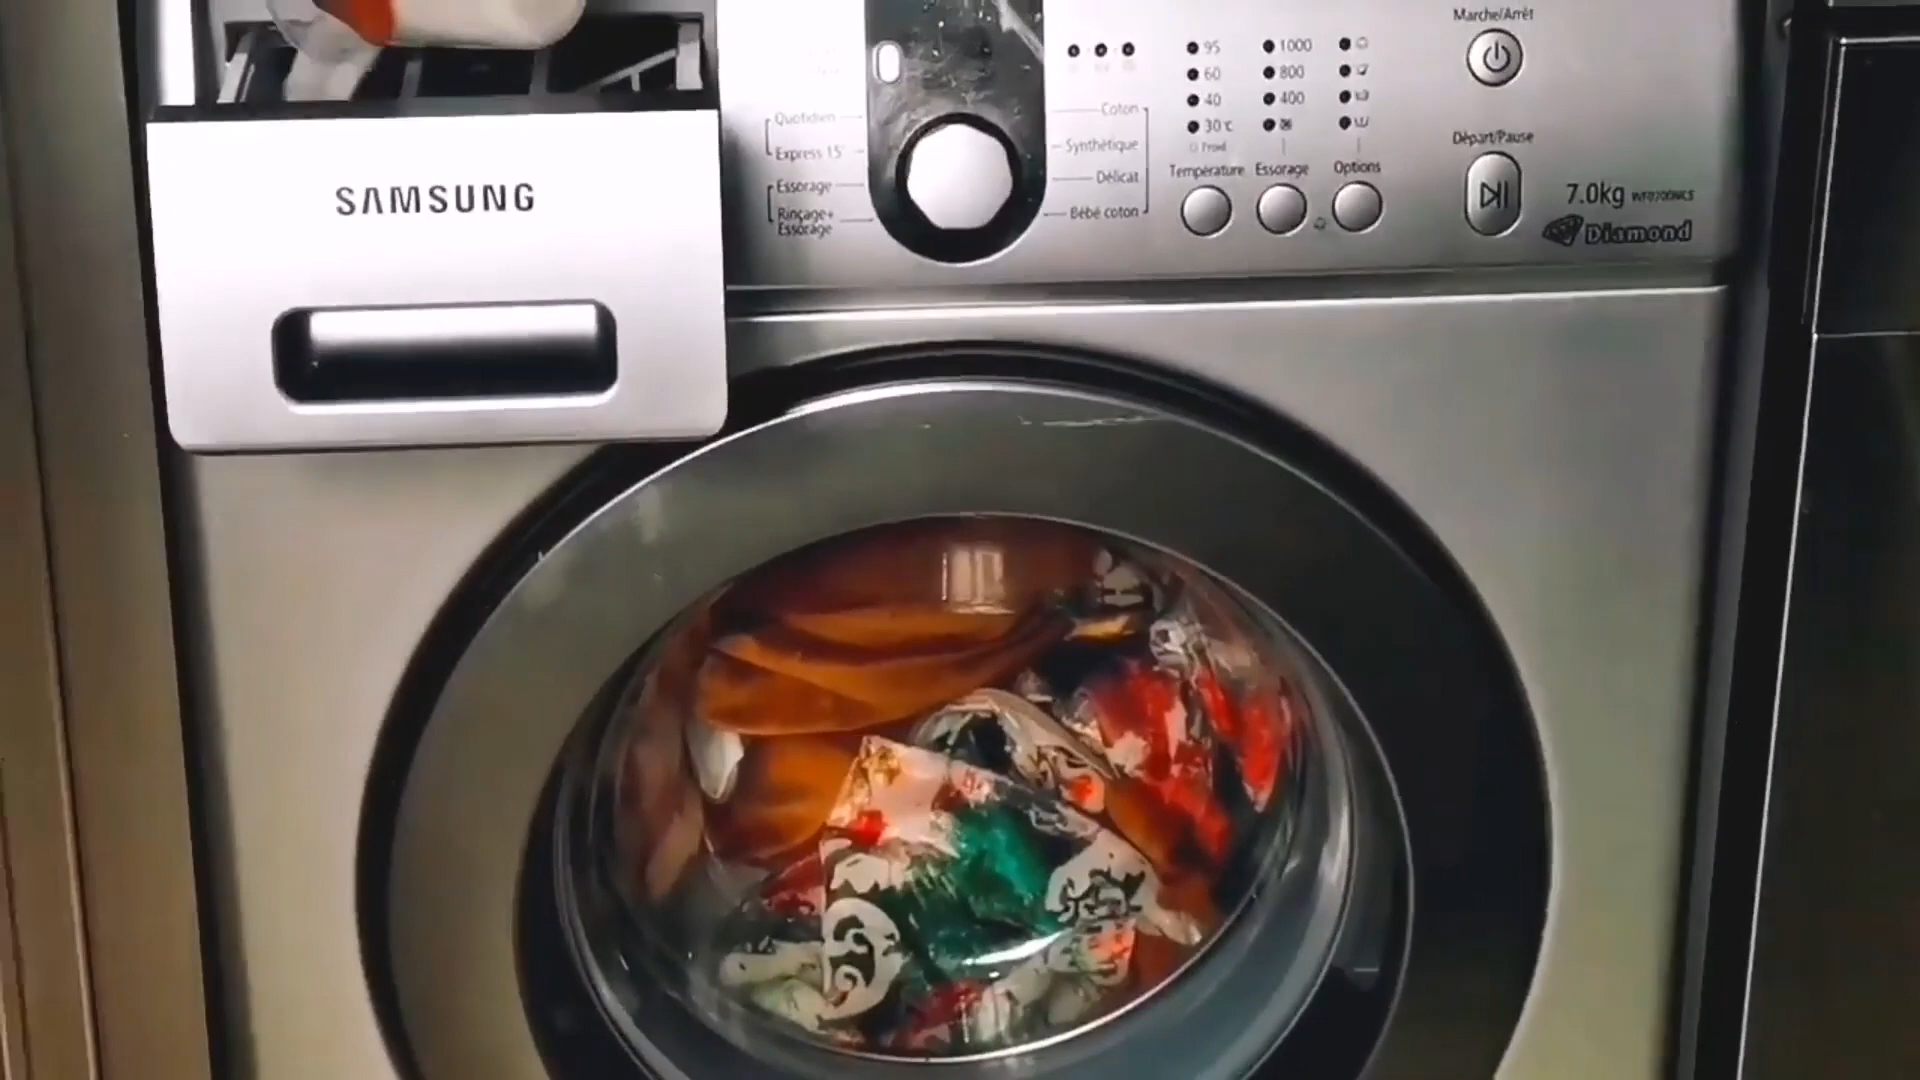 SAMSUNG
Quotidien
Express 15'
Essorage
Rinçage+
Essorage
Coton
Synthétique
Délicat
Bébé coton
95
60
40
30°c
Froid
Température
1000
800
400
Essorage
Options
Marche/Arrêt
Départ/Pause
7.0kg
Diamond